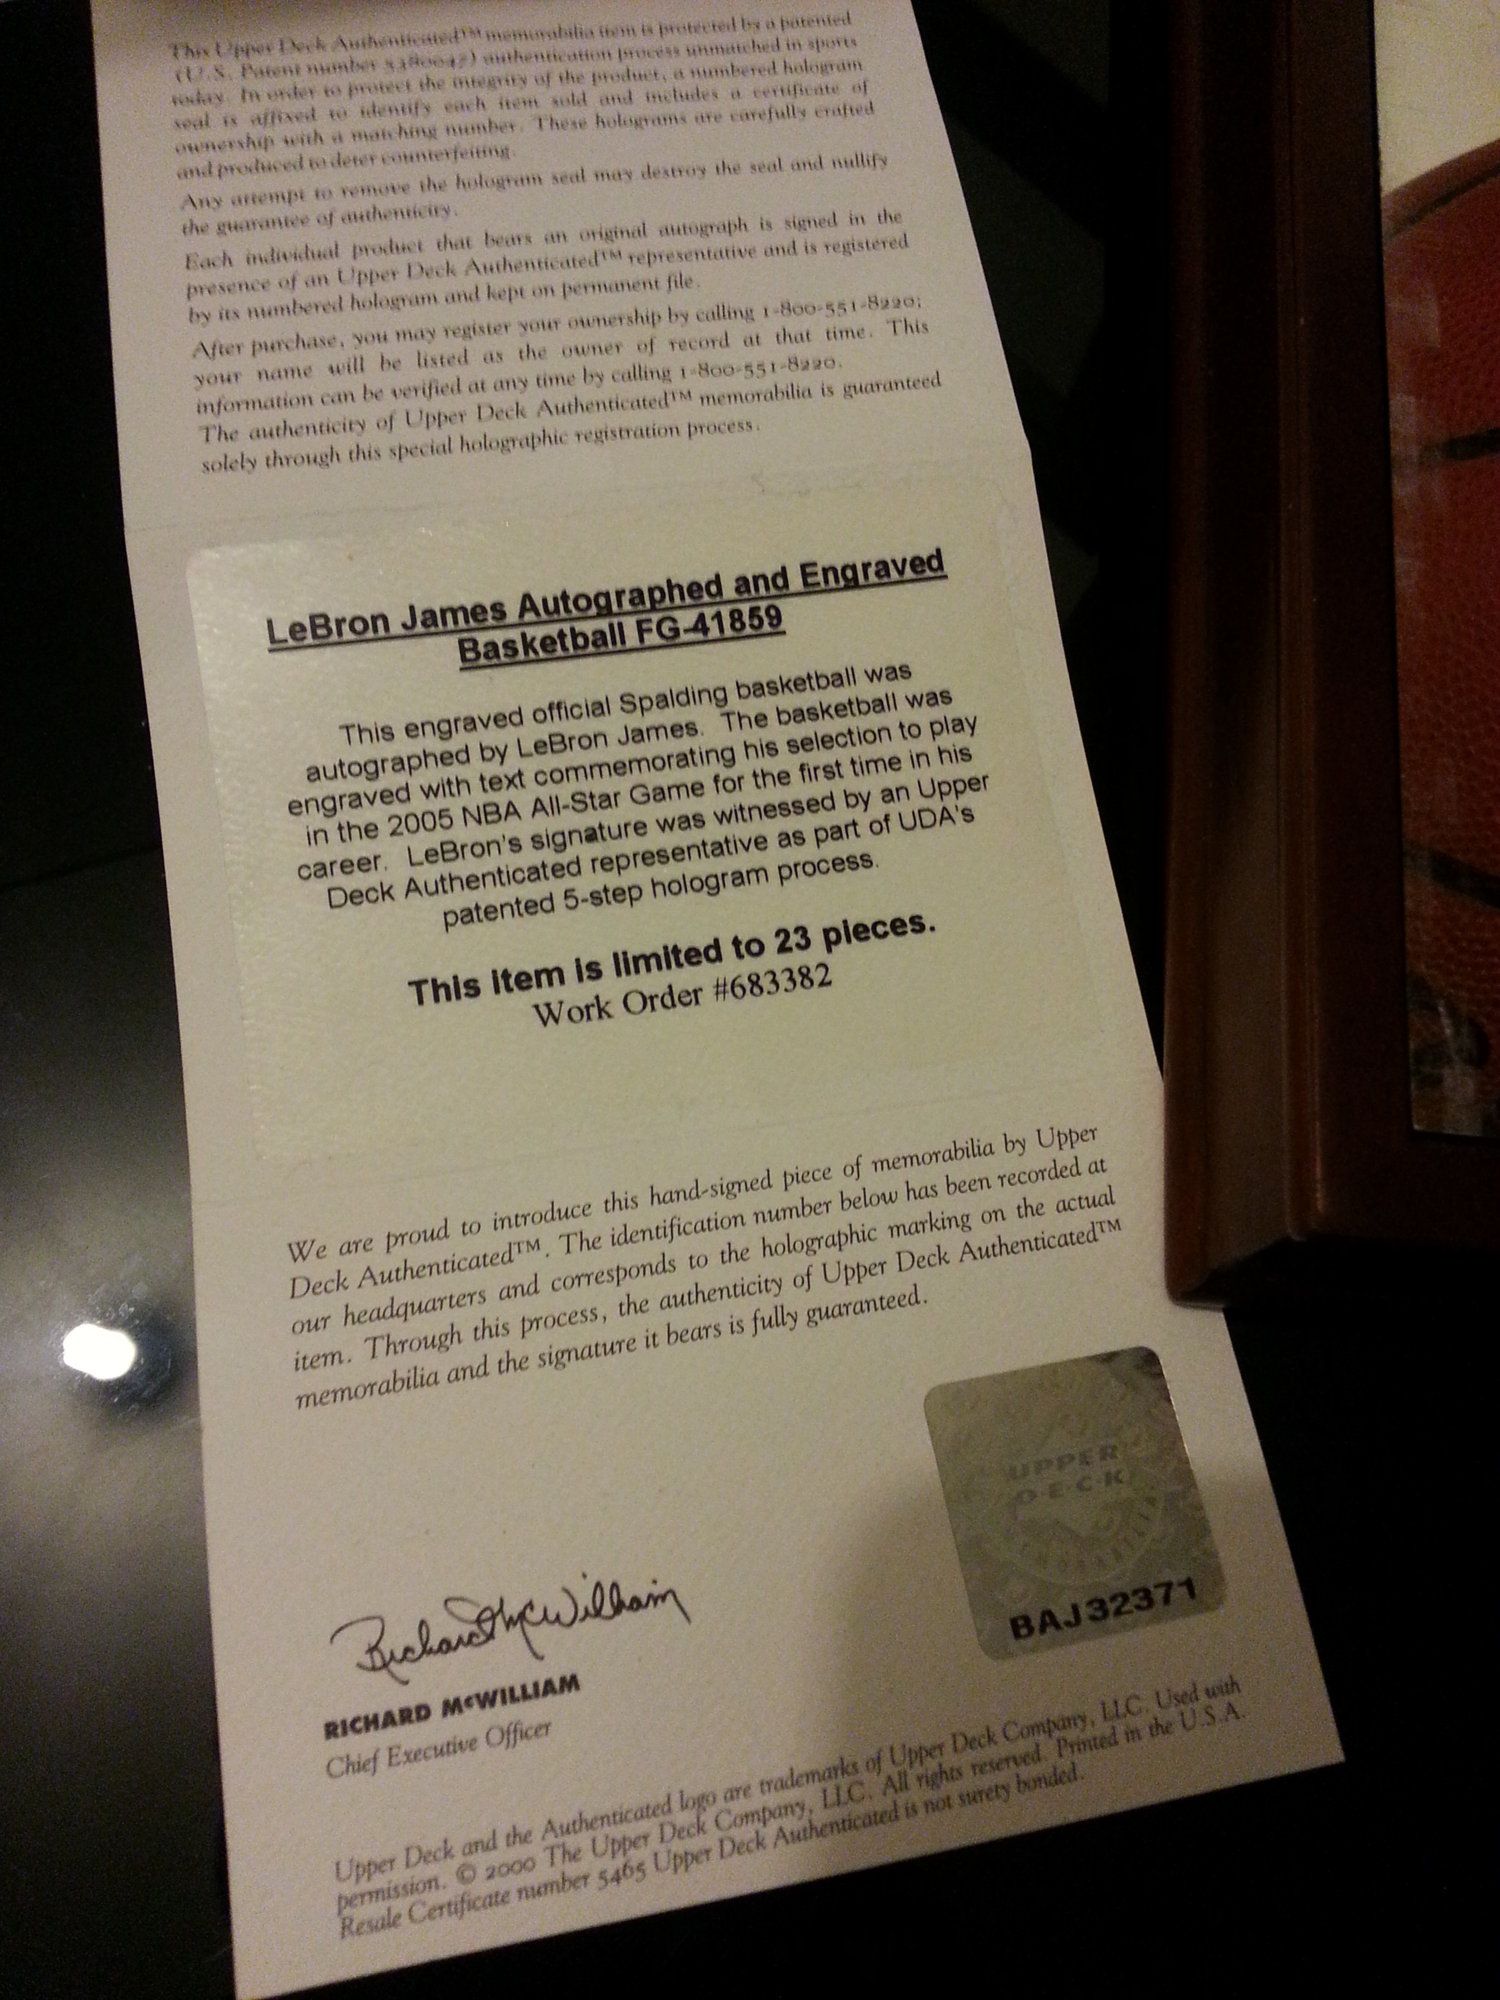 This Upper Deck Authenticated™ memorabilia item is protected by a patented
(U.S. Patent number 5380047) authentication process unmatched in sports
today. In order to protect the integrity of the product, a numbered hologram
seal is affixed to identify each item sold and includes a certificate of
ownership with a matching number. These holograms are carefully crafted
and produced to deter counterfeiting.
Any attempt to remove the hologram seal may destroy the seal and nullify
the guarantee of authenticity.
Each individual product that bears an original autograph is signed in the
presence of an Upper Deck Authenticated™ representative and is registered
by its numbered hologram and kept on permanent file.
After purchase, you may register your ownership by calling 1-800-551-8220;
your name will be listed as the owner of record at that time. This
information can be verified at any time by calling 1-800-551-8220.
The authenticity of Upper Deck Authenticated™ memorabilia is guaranteed
solely through this special holographic registration process.
LeBron James Autographed and Engraved
Basketball FG-41859
This engraved official Spalding basketball was
autographed by LeBron James. The basketball was
engraved with text commemorating his selection to play
in the 2005 NBA All-Star Game for the first time in his
career. LeBron's signature was witnessed by an Upper
Deck Authenticated representative as part of UDA's
patented 5-step hologram process.
This item is limited to 23 pieces.
Work Order #683382
We are proud to introduce this hand-signed piece of memorabilia by Upper
Deck Authenticated™. The identification number below has been recorded at
our headquarters and corresponds to the holographic marking on the actual
item. Through this process, the authenticity of Upper Deck Authenticated™
memorabilia and the signature it bears is fully guaranteed.
UPPER
D·E·C·K
BAJ32371
Richard McWilliam
RICHARD McWILLIAM
Chief Executive Officer
Upper Deck and the Authenticated logo are trademarks of Upper Deck Company, LLC. Used with
permission. © 2000 The Upper Deck Company, LLC. All rights reserved. Printed in the U.S.A.
Resale Certificate number 5465 Upper Deck Authenticated is not surety bonded.